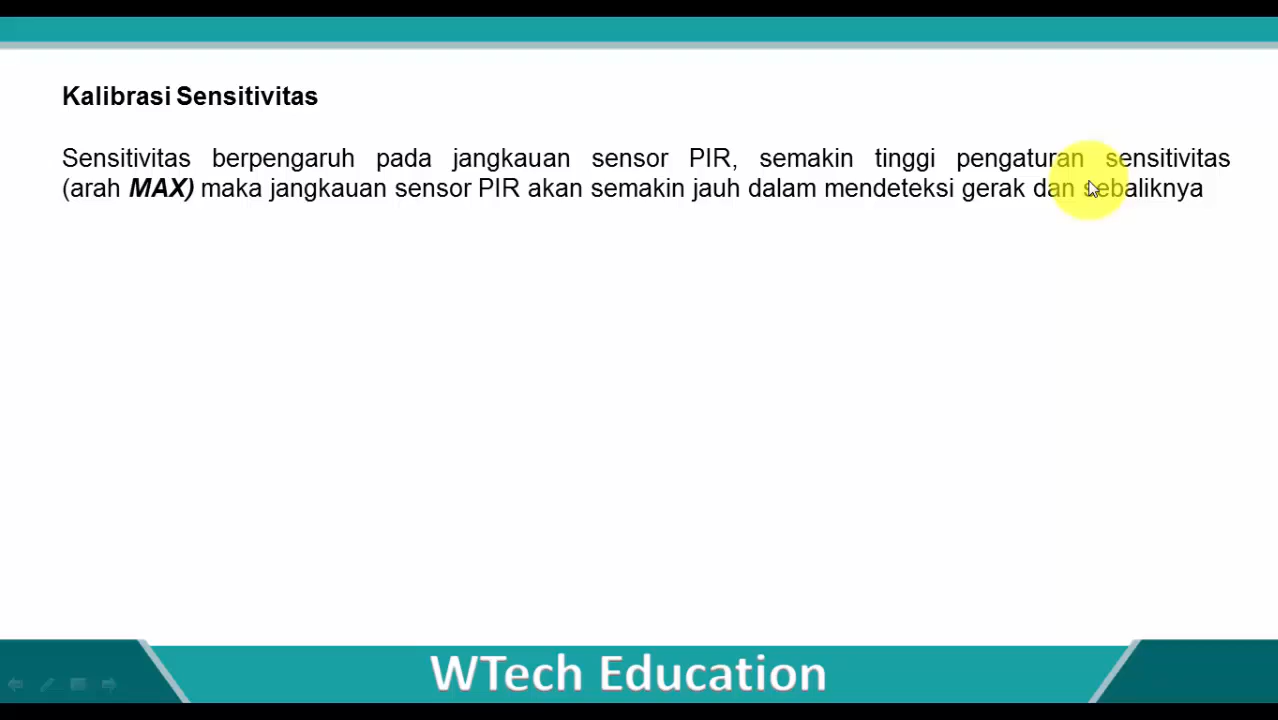 Kalibrasi Sensitivitas
Sensitivitas berpengaruh pada jangkauan sensor PIR, semakin tinggi pengaturan sensitivitas
(arah MAX) maka jangkauan sensor PIR akan semakin jauh dalam mendeteksi gerak dan sebaliknya
WTech Education